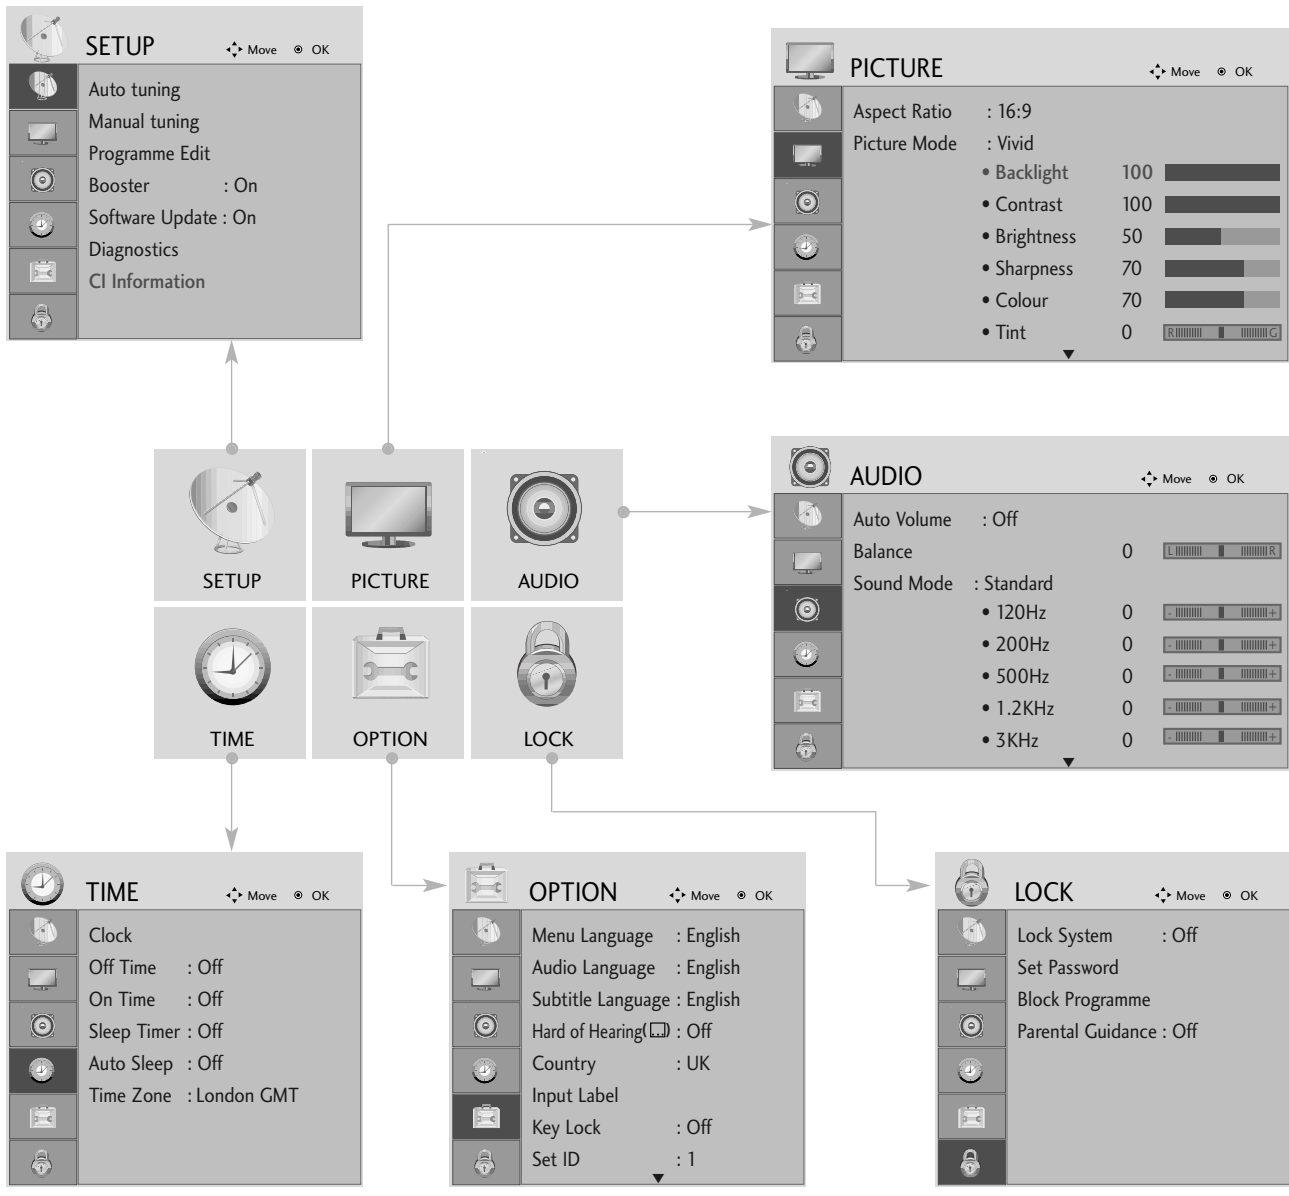 SETUP
Move OK
Auto tuning
Manual tuning
Programme Edit
Booster : On
Software Update : On
Diagnostics
CI Information
PICTURE
Move OK
Aspect Ratio : 16:9
Picture Mode : Vivid
• Backlight 100
• Contrast 100
• Brightness 50
• Sharpness 70
• Colour 70
• Tint 0 R G
SETUP
PICTURE
AUDIO
TIME
OPTION
LOCK
AUDIO
Move OK
Auto Volume : Off
Balance 0 L R
Sound Mode : Standard
• 120Hz 0 - +
• 200Hz 0 - +
• 500Hz 0 - +
• 1.2KHz 0 - +
• 3KHz 0 - +
TIME
Move OK
Clock
Off Time : Off
On Time : Off
Sleep Timer : Off
Auto Sleep : Off
Time Zone : London GMT
OPTION
Move OK
Menu Language : English
Audio Language : English
Subtitle Language : English
Hard of Hearing( ) : Off
Country : UK
Input Label
Key Lock : Off
Set ID : 1
LOCK
Move OK
Lock System : Off
Set Password
Block Programme
Parental Guidance : Off